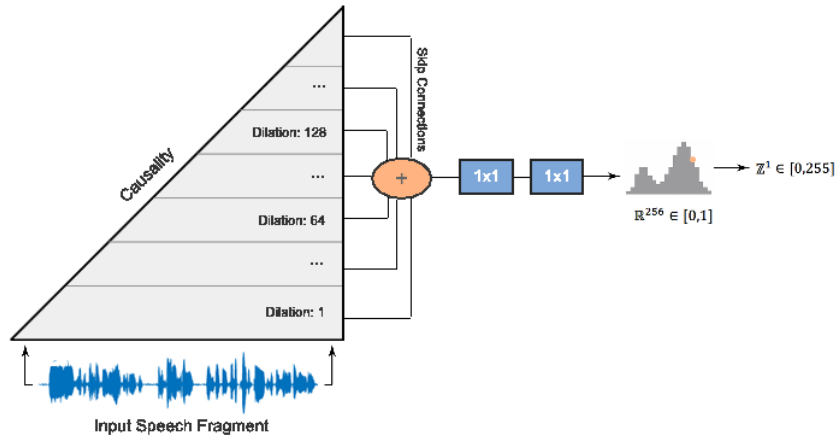 Causality
...
Dilation: 128
...
Dilation: 64
...
Dilation: 1
Skip Connections
+
1x1
1x1
ℝ²⁵⁶ ∈ [0,1]
ℤ¹ ∈ [0,255]
Input Speech Fragment